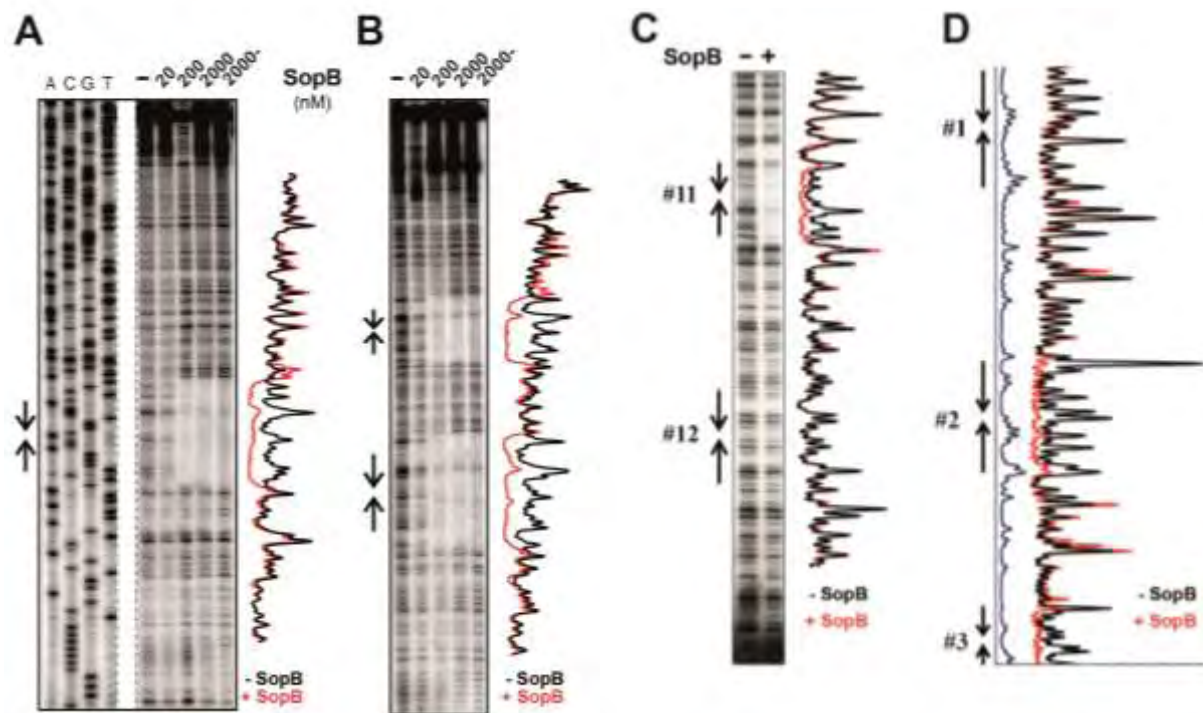 A
B
C
D
A C G T
– 20 200 2000 2000-
SopB
(nM)
– 20 200 2000 2000-
SopB – +
#11
#12
#1
#2
#3
- SopB
+ SopB
- SopB
+ SopB
- SopB
+ SopB
- SopB
+ SopB